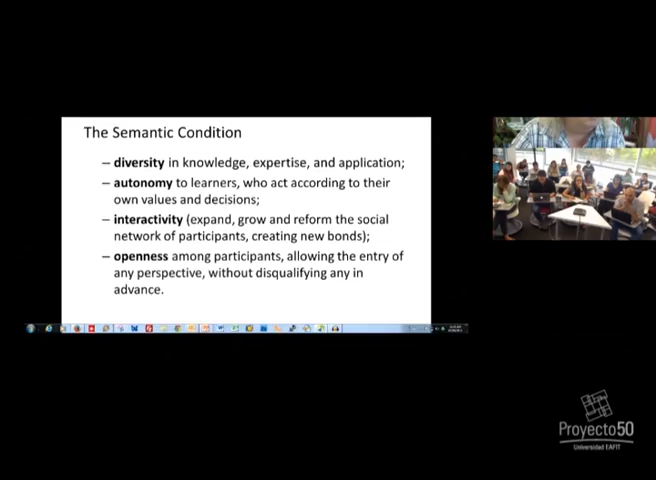 The Semantic Condition
– diversity in knowledge, expertise, and application;
– autonomy to learners, who act according to their
own values and decisions;
– interactivity (expand, grow and reform the social
network of participants, creating new bonds);
– openness among participants, allowing the entry of
any perspective, without disqualifying any in
advance.
Proyecto50
Universidad EAFIT